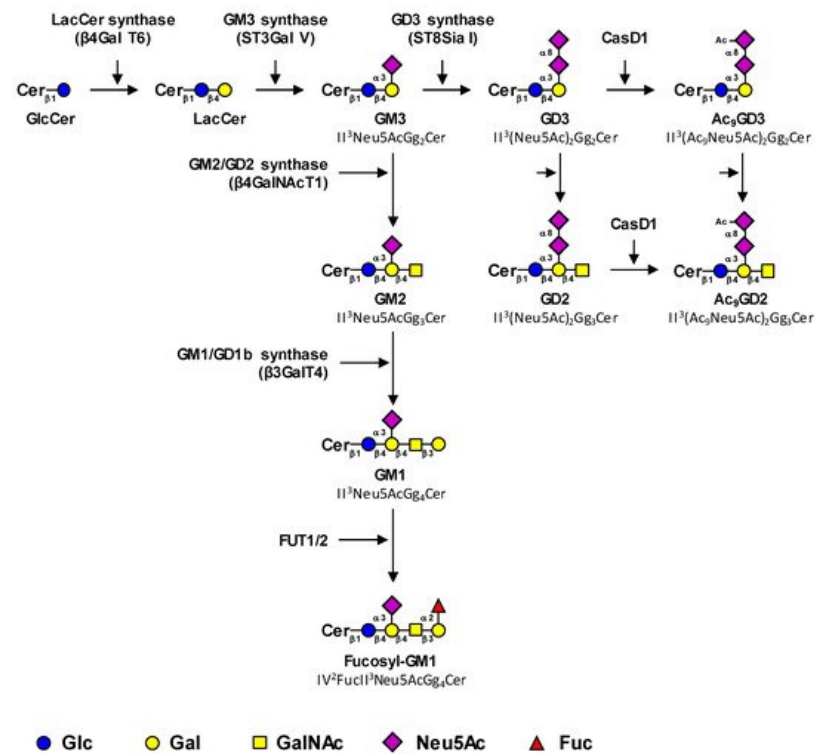 LacCer synthase
(β4Gal T6)
GM3 synthase
(ST3Gal V)
GD3 synthase
(ST8Sia I)
CasD1
Cer β1
GlcCer
Cer β1 β4
LacCer
Cer β1 β4 α3
GM3
II³Neu5AcGg₂Cer
Cer β1 β4 α3 α8
GD3
II³(Neu5Ac)₂Gg₂Cer
Ac
Cer β1 β4 α3 α8
Ac₉GD3
II³(Ac₉Neu5Ac)₂Gg₂Cer
GM2/GD2 synthase
(β4GalNAcT1)
CasD1
Cer β1 β4 α3 β4
GM2
II³Neu5AcGg₃Cer
Cer β1 β4 α3 α8 β4
GD2
II³(Neu5Ac)₂Gg₃Cer
Ac
Cer β1 β4 α3 α8 β4
Ac₉GD2
II³(Ac₉Neu5Ac)₂Gg₃Cer
GM1/GD1b synthase
(β3GalT4)
Cer β1 β4 α3 β4 β3
GM1
II³Neu5AcGg₄Cer
FUT1/2
Cer β1 β4 α3 β4 β3 α2
Fucosyl-GM1
IV²FucII³Neu5AcGg₄Cer
Glc Gal GalNAc Neu5Ac Fuc